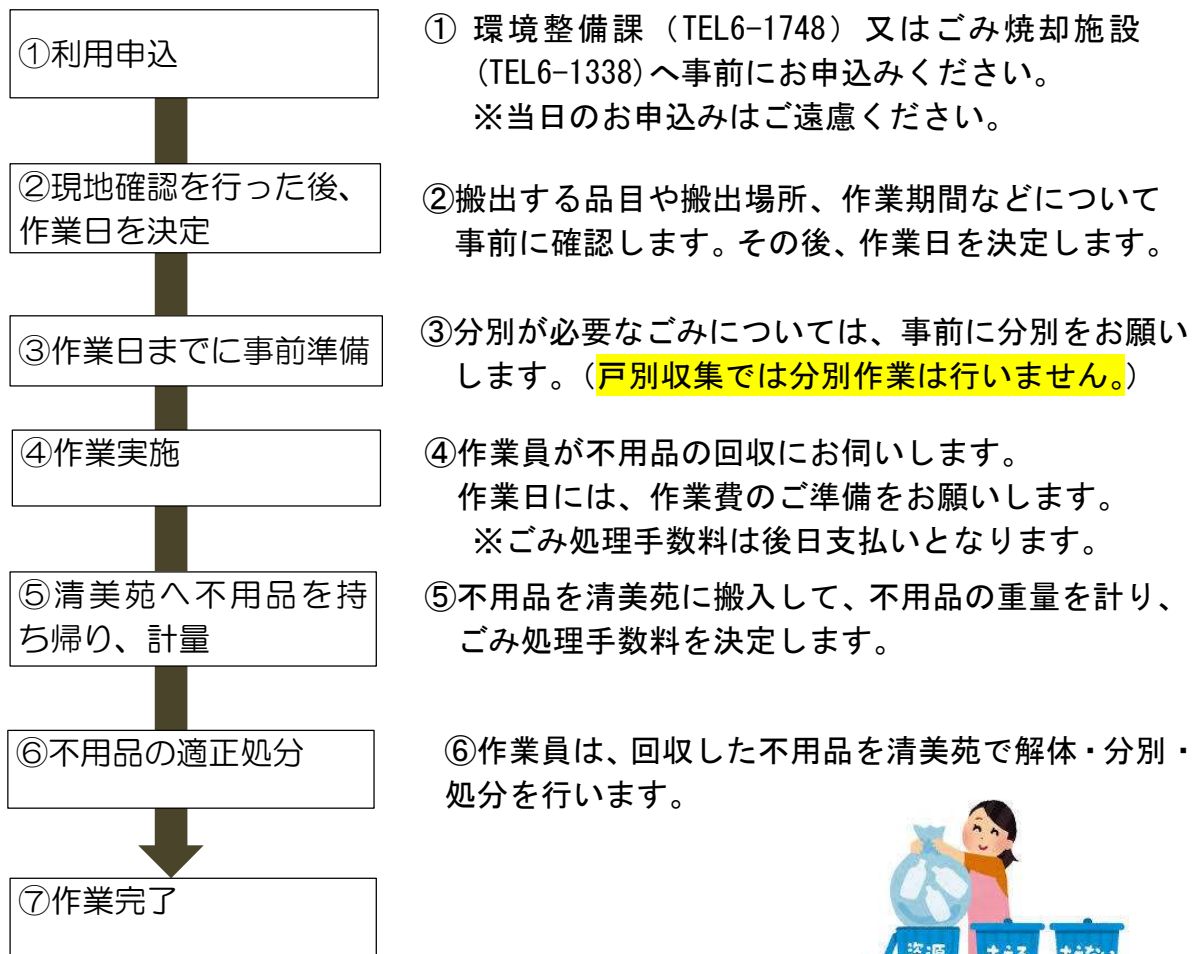 ①利用申込
① 環境整備課（TEL6-1748）又はごみ焼却施設
(TEL6-1338)へ事前にお申込みください。
※当日のお申込みはご遠慮ください。
②現地確認を行った後、
作業日を決定
②搬出する品目や搬出場所、作業期間などについて
事前に確認します。その後、作業日を決定します。
③作業日までに事前準備
③分別が必要なごみについては、事前に分別をお願い
します。（戸別収集では分別作業は行いません。）
④作業実施
④作業員が不用品の回収にお伺いします。
作業日には、作業費のご準備をお願いします。
※ごみ処理手数料は後日支払いとなります。
⑤清美苑へ不用品を持
ち帰り、計量
⑤不用品を清美苑に搬入して、不用品の重量を計り、
ごみ処理手数料を決定します。
⑥不用品の適正処分
⑥作業員は、回収した不用品を清美苑で解体・分別・
処分を行います。
⑦作業完了
資源